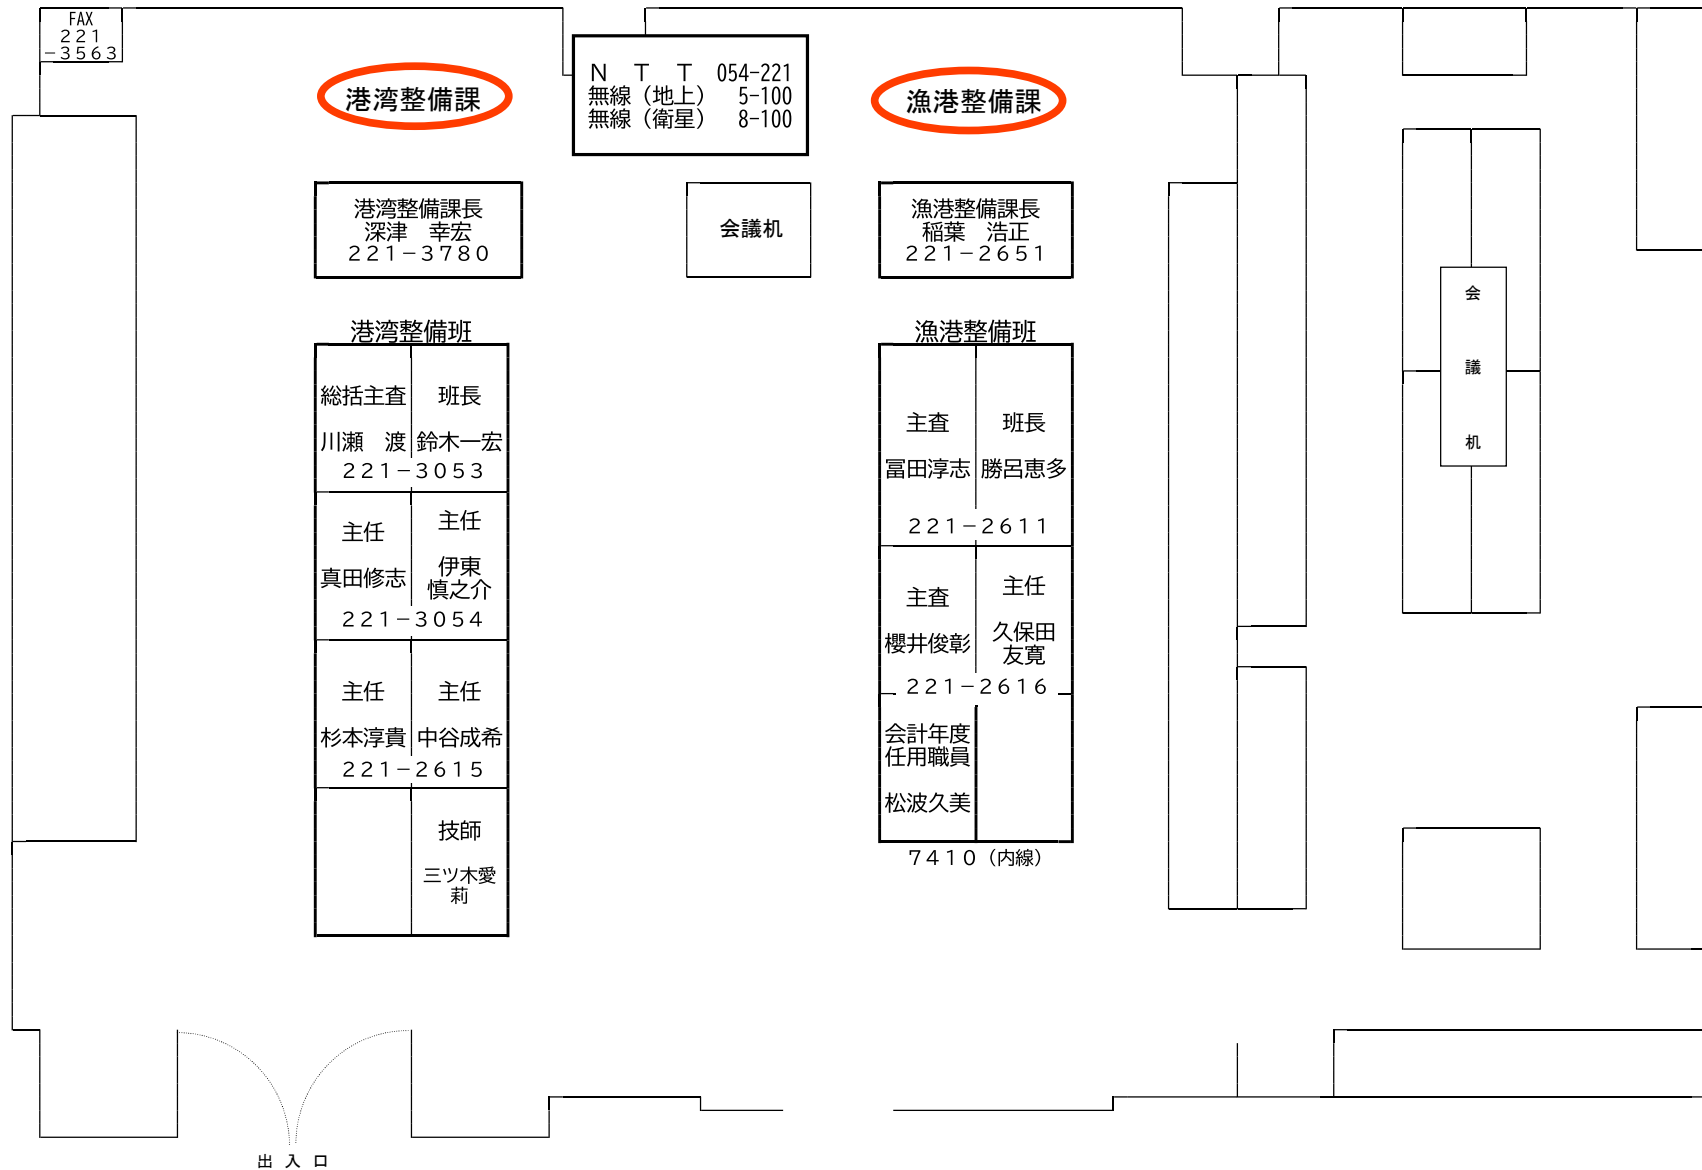 FAX
221
-3563
港湾整備課
N T T 054-221
無線（地上） 5-100
無線（衛星） 8-100
漁港整備課
港湾整備課長
深津 幸宏
２２１－３７８０
会議机
漁港整備課長
稲葉 浩正
２２１－２６５１
港湾整備班
総括主査 班長
川瀬 渡 鈴木一宏
２２１－３０５３
主任 主任
真田修志 伊東
慎之介
２２１－３０５４
主任 主任
杉本淳貴 中谷成希
２２１－２６１５
技師
三ツ木愛
莉
漁港整備班
主査 班長
冨田淳志 勝呂恵多
２２１－２６１１
主査 主任
櫻井俊彰 久保田
友寛
２２１－２６１６
会計年度
任用職員
松波久美
７４１０（内線）
会
議
机
出 入 口